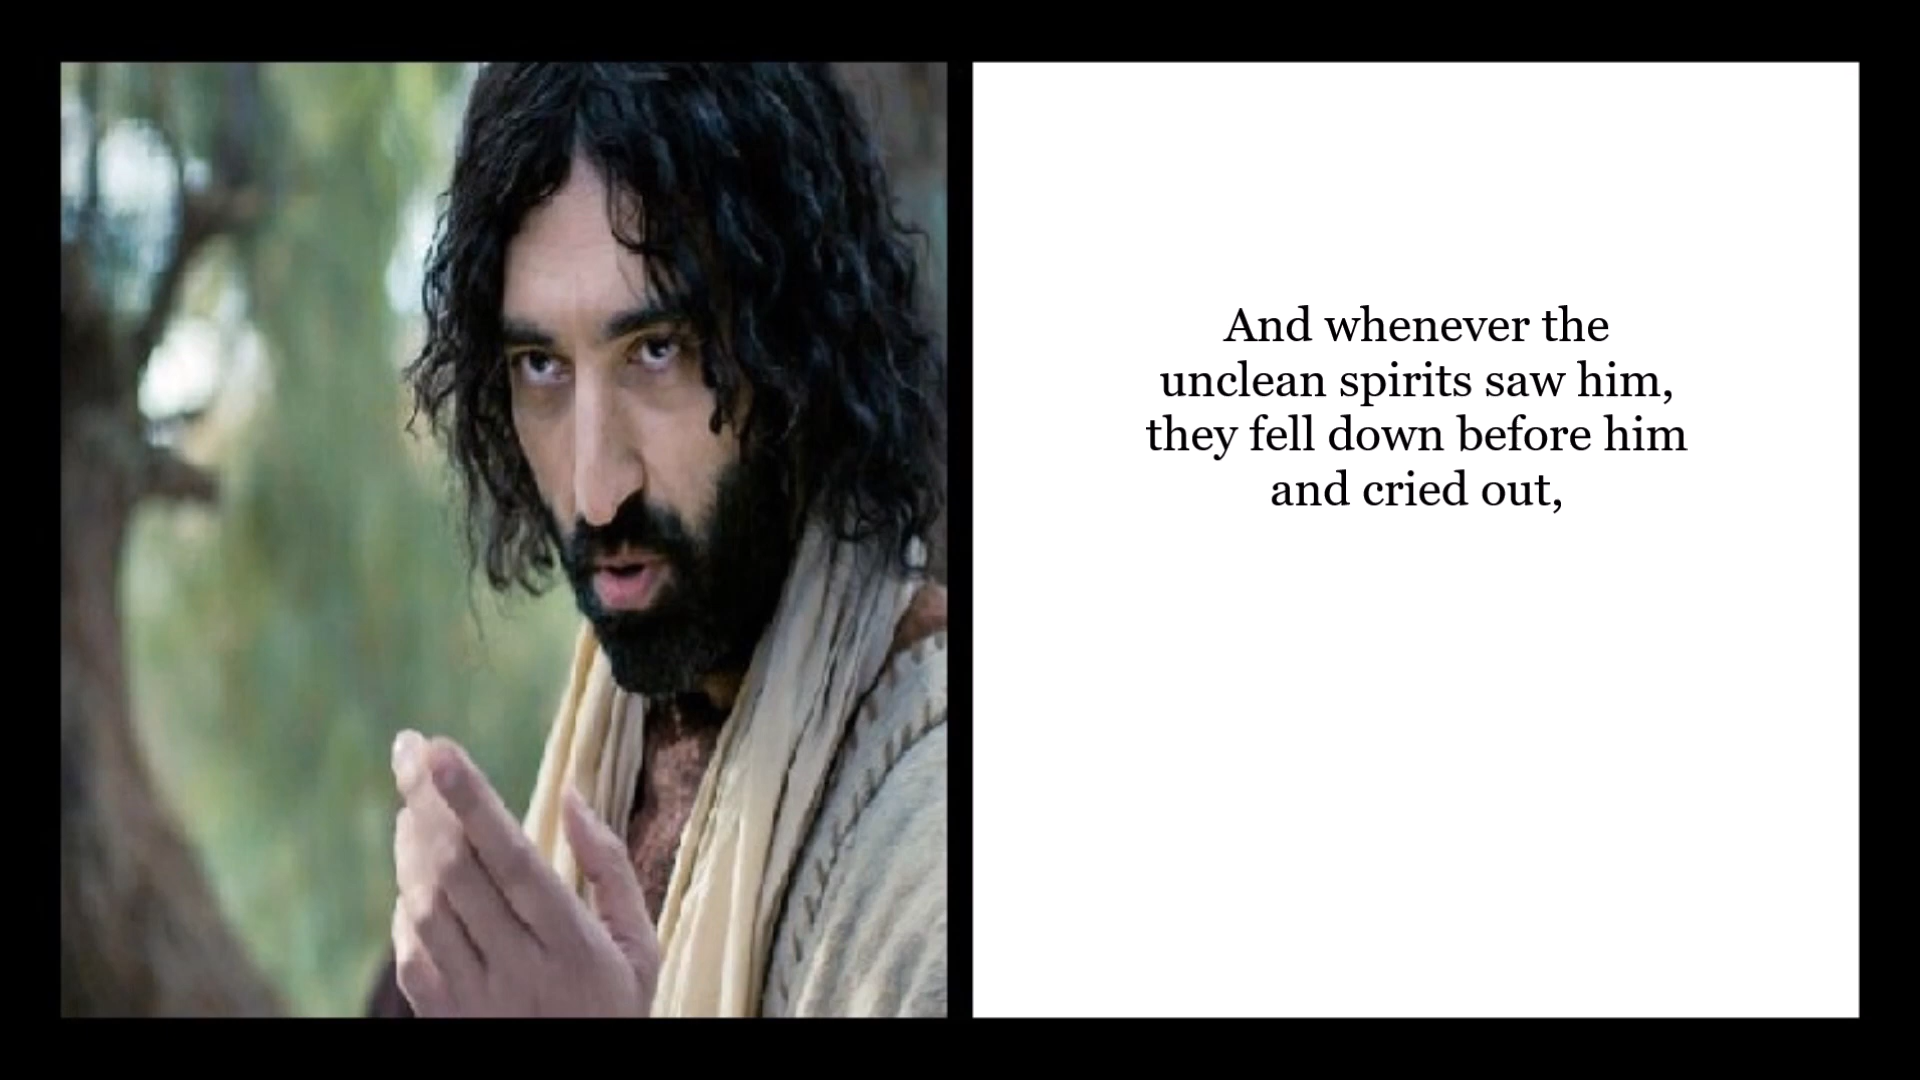 And whenever the
unclean spirits saw him,
they fell down before him
and cried out,